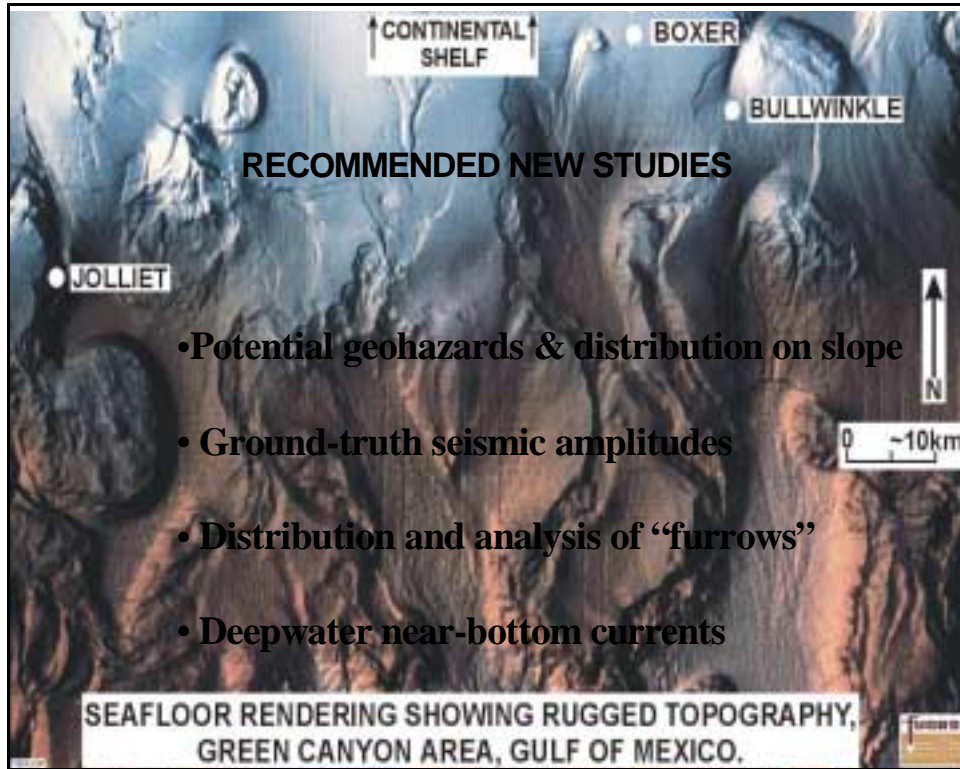 CONTINENTAL
SHELF
BOXER
BULLWINKLE
RECOMMENDED NEW STUDIES
JOLLIET
•Potential geohazards & distribution on slope
N
• Ground-truth seismic amplitudes
0 ~10km
• Distribution and analysis of “furrows”
• Deepwater near-bottom currents
SEAFLOOR RENDERING SHOWING RUGGED TOPOGRAPHY,
GREEN CANYON AREA, GULF OF MEXICO.